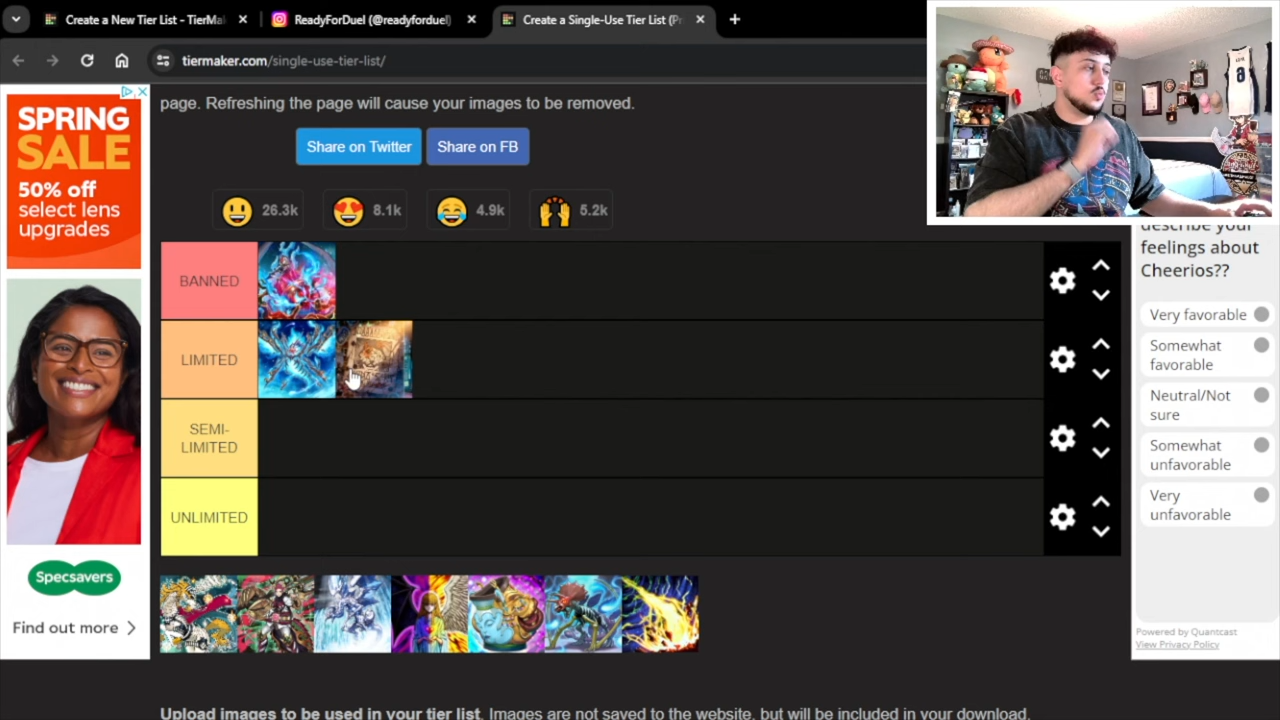 Create a New Tier List - TierMa
ReadyForDuel (@readyforduel)
Create a Single-Use Tier List (Pr
tiermaker.com/single-use-tier-list/
page. Refreshing the page will cause your images to be removed.
Share on Twitter
Share on FB
26.3k
8.1k
4.9k
5.2k
BANNED
LIMITED
SEMI-
LIMITED
UNLIMITED
Upload images to be used in your tier list. Images are not saved to the website, but will be included in your download.
SPRING
SALE
50% off
select lens
upgrades
Specsavers
Find out more
describe your
feelings about
Cheerios??
Very favorable
Somewhat
favorable
Neutral/Not
sure
Somewhat
unfavorable
Very
unfavorable
Powered by Quantcast
View Privacy Policy
8